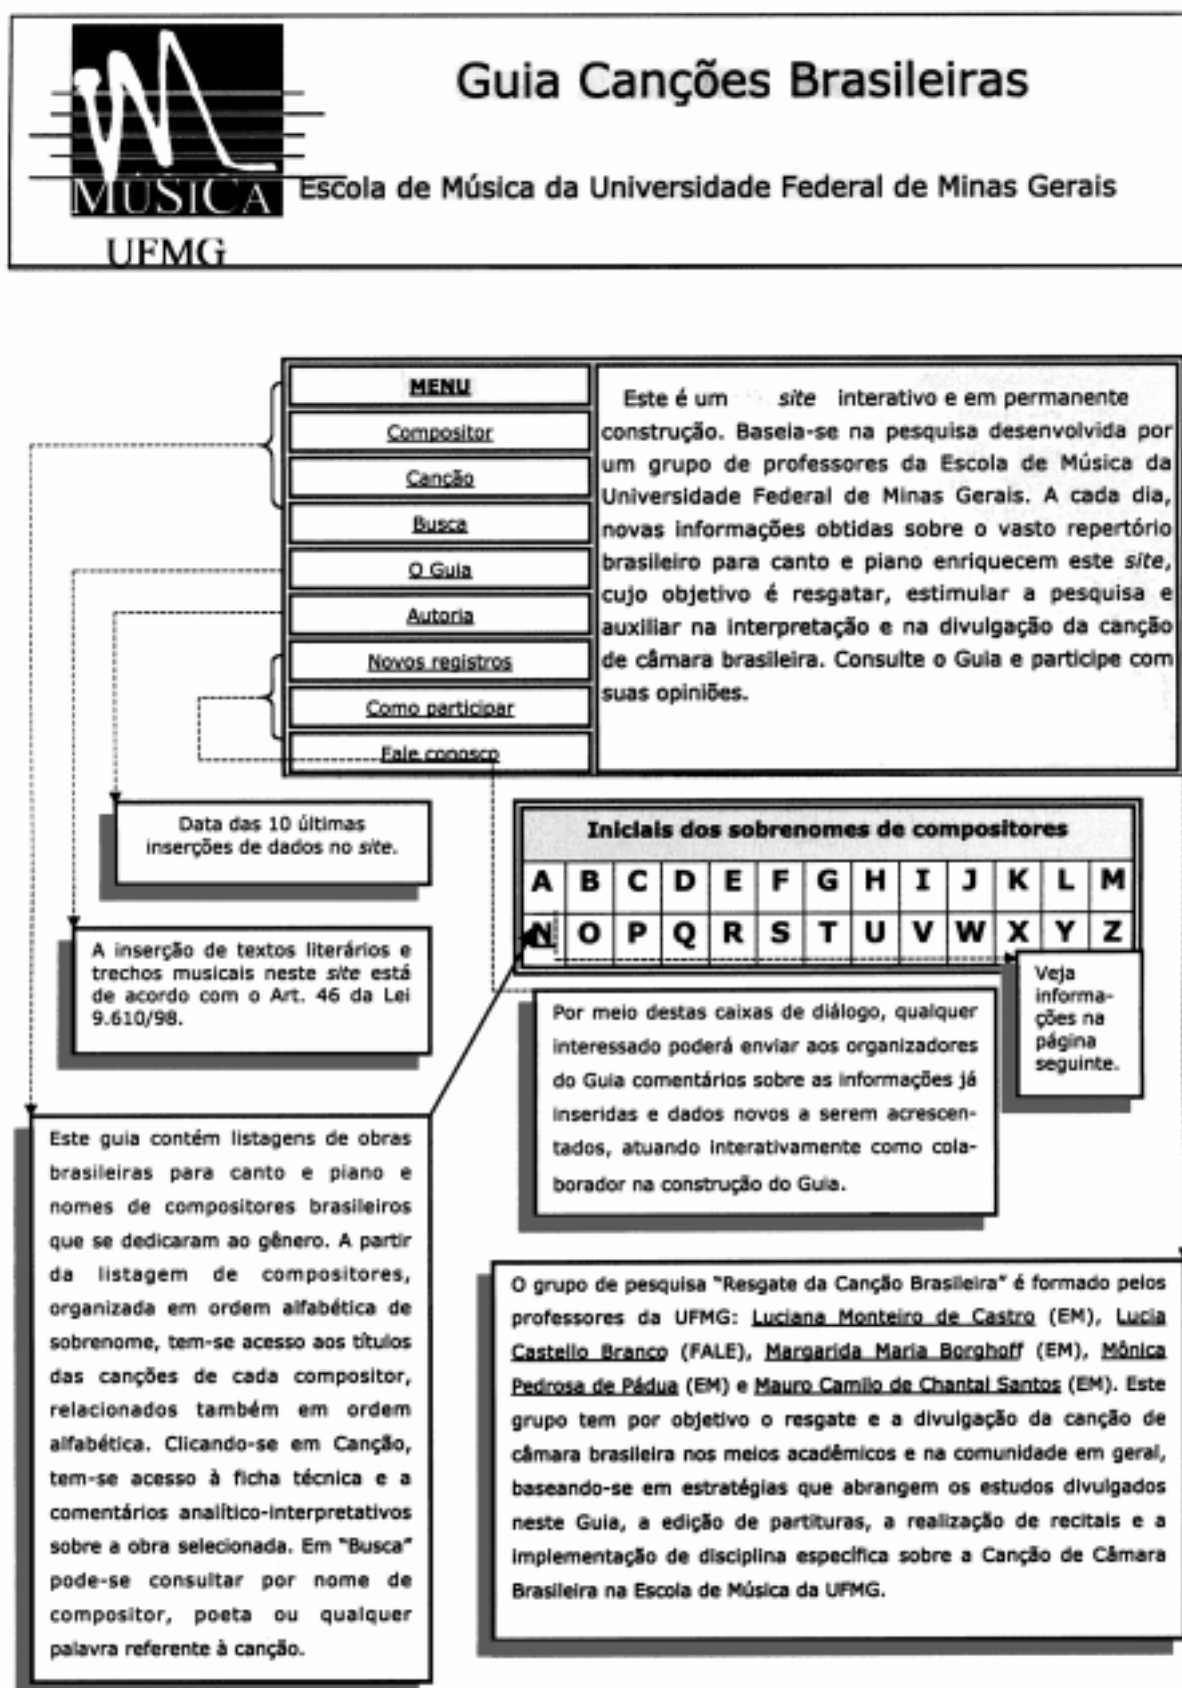 Guia Canções Brasileiras
MÚSICA
Escola de Música da Universidade Federal de Minas Gerais
UFMG
MENU
Compositor
Canção
Busca
O Guia
Autoria
Novos registros
Como participar
Fale conosco
Este é um site interativo e em permanente
construção. Baseia-se na pesquisa desenvolvida por
um grupo de professores da Escola de Música da
Universidade Federal de Minas Gerais. A cada dia,
novas informações obtidas sobre o vasto repertório
brasileiro para canto e piano enriquecem este site,
cujo objetivo é resgatar, estimular a pesquisa e
auxiliar na interpretação e na divulgação da canção
de câmara brasileira. Consulte o Guia e participe com
suas opiniões.
Data das 10 últimas
inserções de dados no site.
Iniciais dos sobrenomes de compositores
A B C D E F G H I J K L M
N O P Q R S T U V W X Y Z
A inserção de textos literários e
trechos musicais neste site está
de acordo com o Art. 46 da Lei
9.610/98.
Veja
informa-
ções na
página
seguinte.
Por meio destas caixas de diálogo, qualquer
interessado poderá enviar aos organizadores
do Guia comentários sobre as informações já
inseridas e dados novos a serem acrescen-
tados, atuando interativamente como cola-
borador na construção do Guia.
Este guia contém listagens de obras
brasileiras para canto e piano e
nomes de compositores brasileiros
que se dedicaram ao gênero. A partir
da listagem de compositores,
organizada em ordem alfabética de
sobrenome, tem-se acesso aos títulos
das canções de cada compositor,
relacionados também em ordem
alfabética. Clicando-se em Canção,
tem-se acesso à ficha técnica e a
comentários analítico-interpretativos
sobre a obra selecionada. Em "Busca"
pode-se consultar por nome de
compositor, poeta ou qualquer
palavra referente à canção.
O grupo de pesquisa "Resgate da Canção Brasileira" é formado pelos
professores da UFMG: Luciana Monteiro de Castro (EM), Lucia
Castello Branco (FALE), Margarida Maria Borghoff (EM), Mônica
Pedrosa de Pádua (EM) e Mauro Camilo de Chantal Santos (EM). Este
grupo tem por objetivo o resgate e a divulgação da canção de
câmara brasileira nos meios acadêmicos e na comunidade em geral,
baseando-se em estratégias que abrangem os estudos divulgados
neste Guia, a edição de partituras, a realização de recitais e a
implementação de disciplina específica sobre a Canção de Câmara
Brasileira na Escola de Música da UFMG.